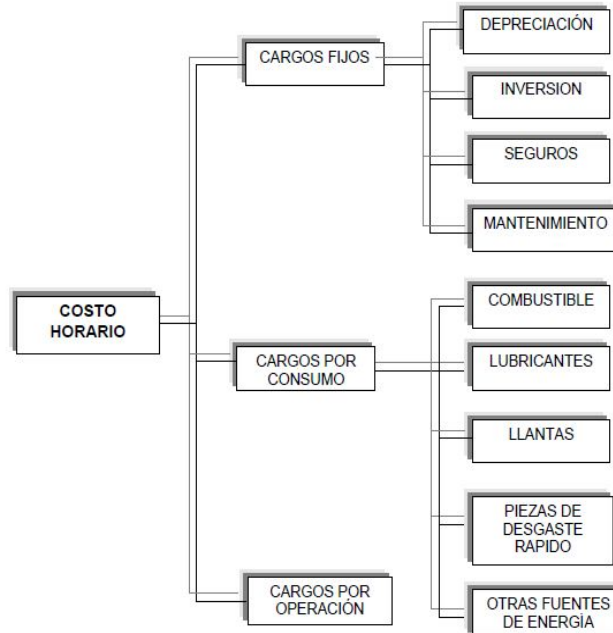 DEPRECIACIÓN
CARGOS FIJOS
INVERSION
SEGUROS
MANTENIMIENTO
COSTO
HORARIO
COMBUSTIBLE
CARGOS POR
CONSUMO
LUBRICANTES
LLANTAS
PIEZAS DE
DESGASTE
RAPIDO
CARGOS POR
OPERACIÓN
OTRAS FUENTES
DE ENERGÌA